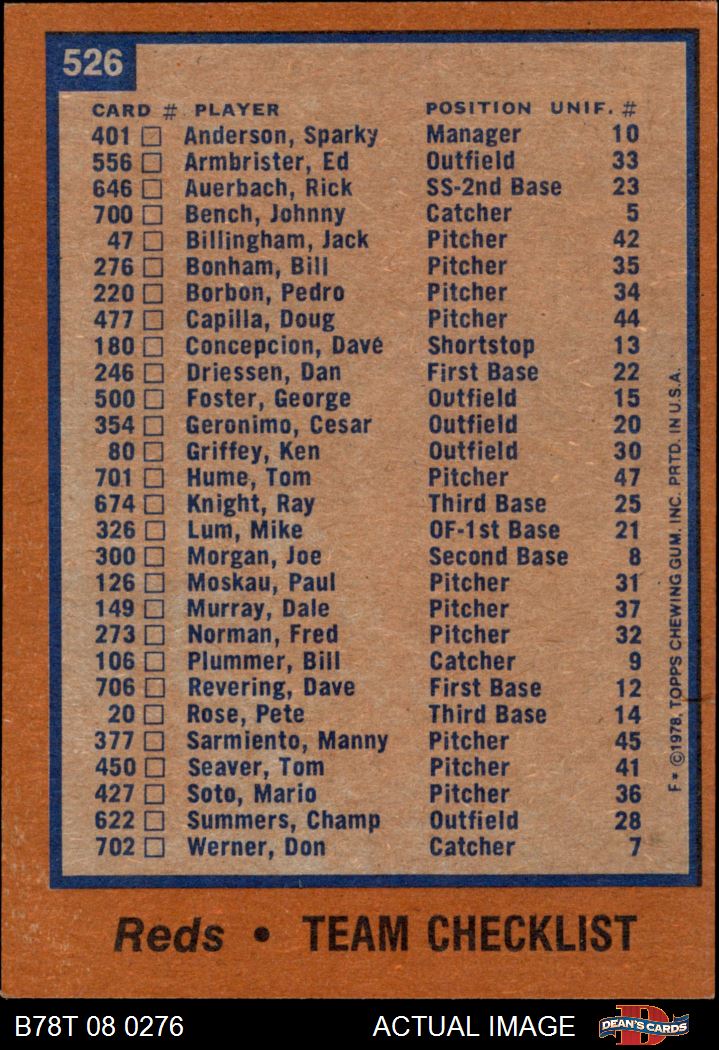 526
CARD # PLAYER POSITION UNIF. #
401 Anderson, Sparky Manager 10
556 Armbrister, Ed Outfield 33
646 Auerbach, Rick SS-2nd Base 23
700 Bench, Johnny Catcher 5
47 Billingham, Jack Pitcher 42
276 Bonham, Bill Pitcher 35
220 Borbon, Pedro Pitcher 34
477 Capilla, Doug Pitcher 44
180 Concepcion, Dave Shortstop 13
246 Driessen, Dan First Base 22
500 Foster, George Outfield 15
354 Geronimo, Cesar Outfield 20
80 Griffey, Ken Outfield 30
701 Hume, Tom Pitcher 47
674 Knight, Ray Third Base 25
326 Lum, Mike OF-1st Base 21
300 Morgan, Joe Second Base 8
126 Moskau, Paul Pitcher 31
149 Murray, Dale Pitcher 37
273 Norman, Fred Pitcher 32
106 Plummer, Bill Catcher 9
706 Revering, Dave First Base 12
20 Rose, Pete Third Base 14
377 Sarmiento, Manny Pitcher 45
450 Seaver, Tom Pitcher 41
427 Soto, Mario Pitcher 36
622 Summers, Champ Outfield 28
702 Werner, Don Catcher 7
F* ©1978, TOPPS CHEWING GUM, INC. PRTD. IN U.S.A.
Reds • TEAM CHECKLIST
B78T 08 0276 ACTUAL IMAGE DEAN'S CARDS